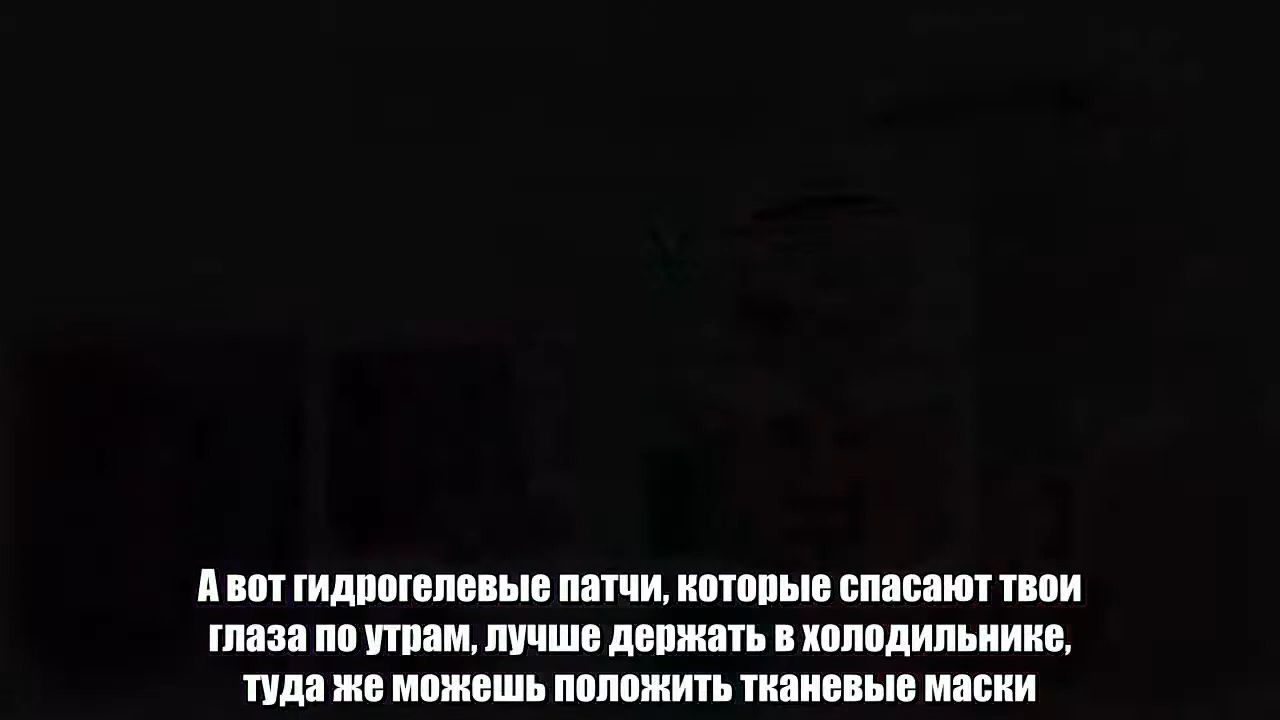 А вот гидрогелевые патчи, которые спасают твои
глаза по утрам, лучше держать в холодильнике,
туда же можешь положить тканевые маски